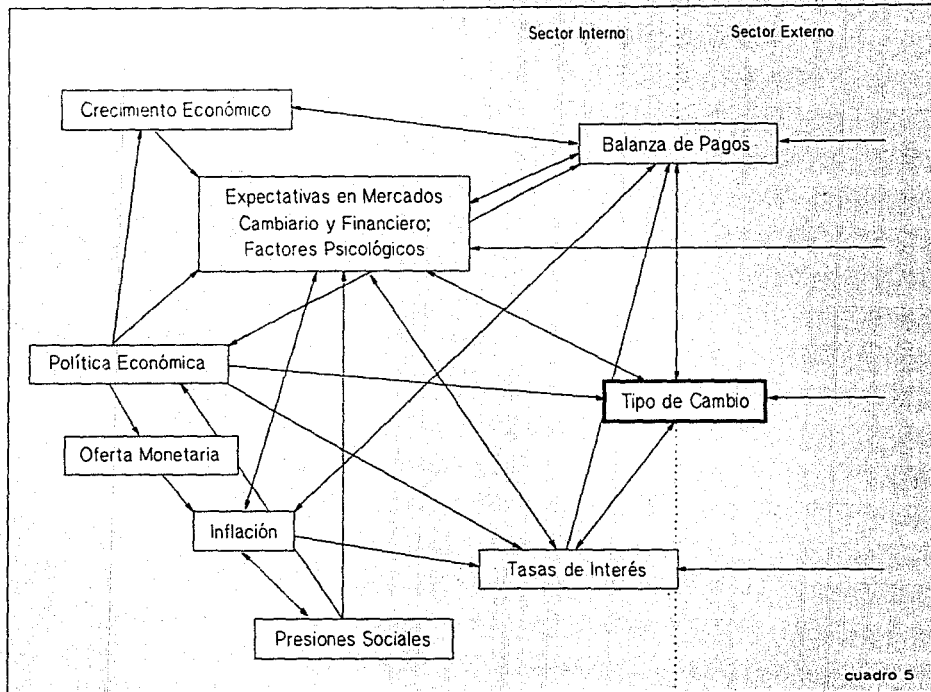 Sector Interno
Sector Externo
Crecimiento Económico
Balanza de Pagos
Expectativas en Mercados
Cambiario y Financiero;
Factores Psicológicos
Política Económica
Tipo de Cambio
Oferta Monetaria
Inflación
Tasas de Interés
Presiones Sociales
cuadro 5